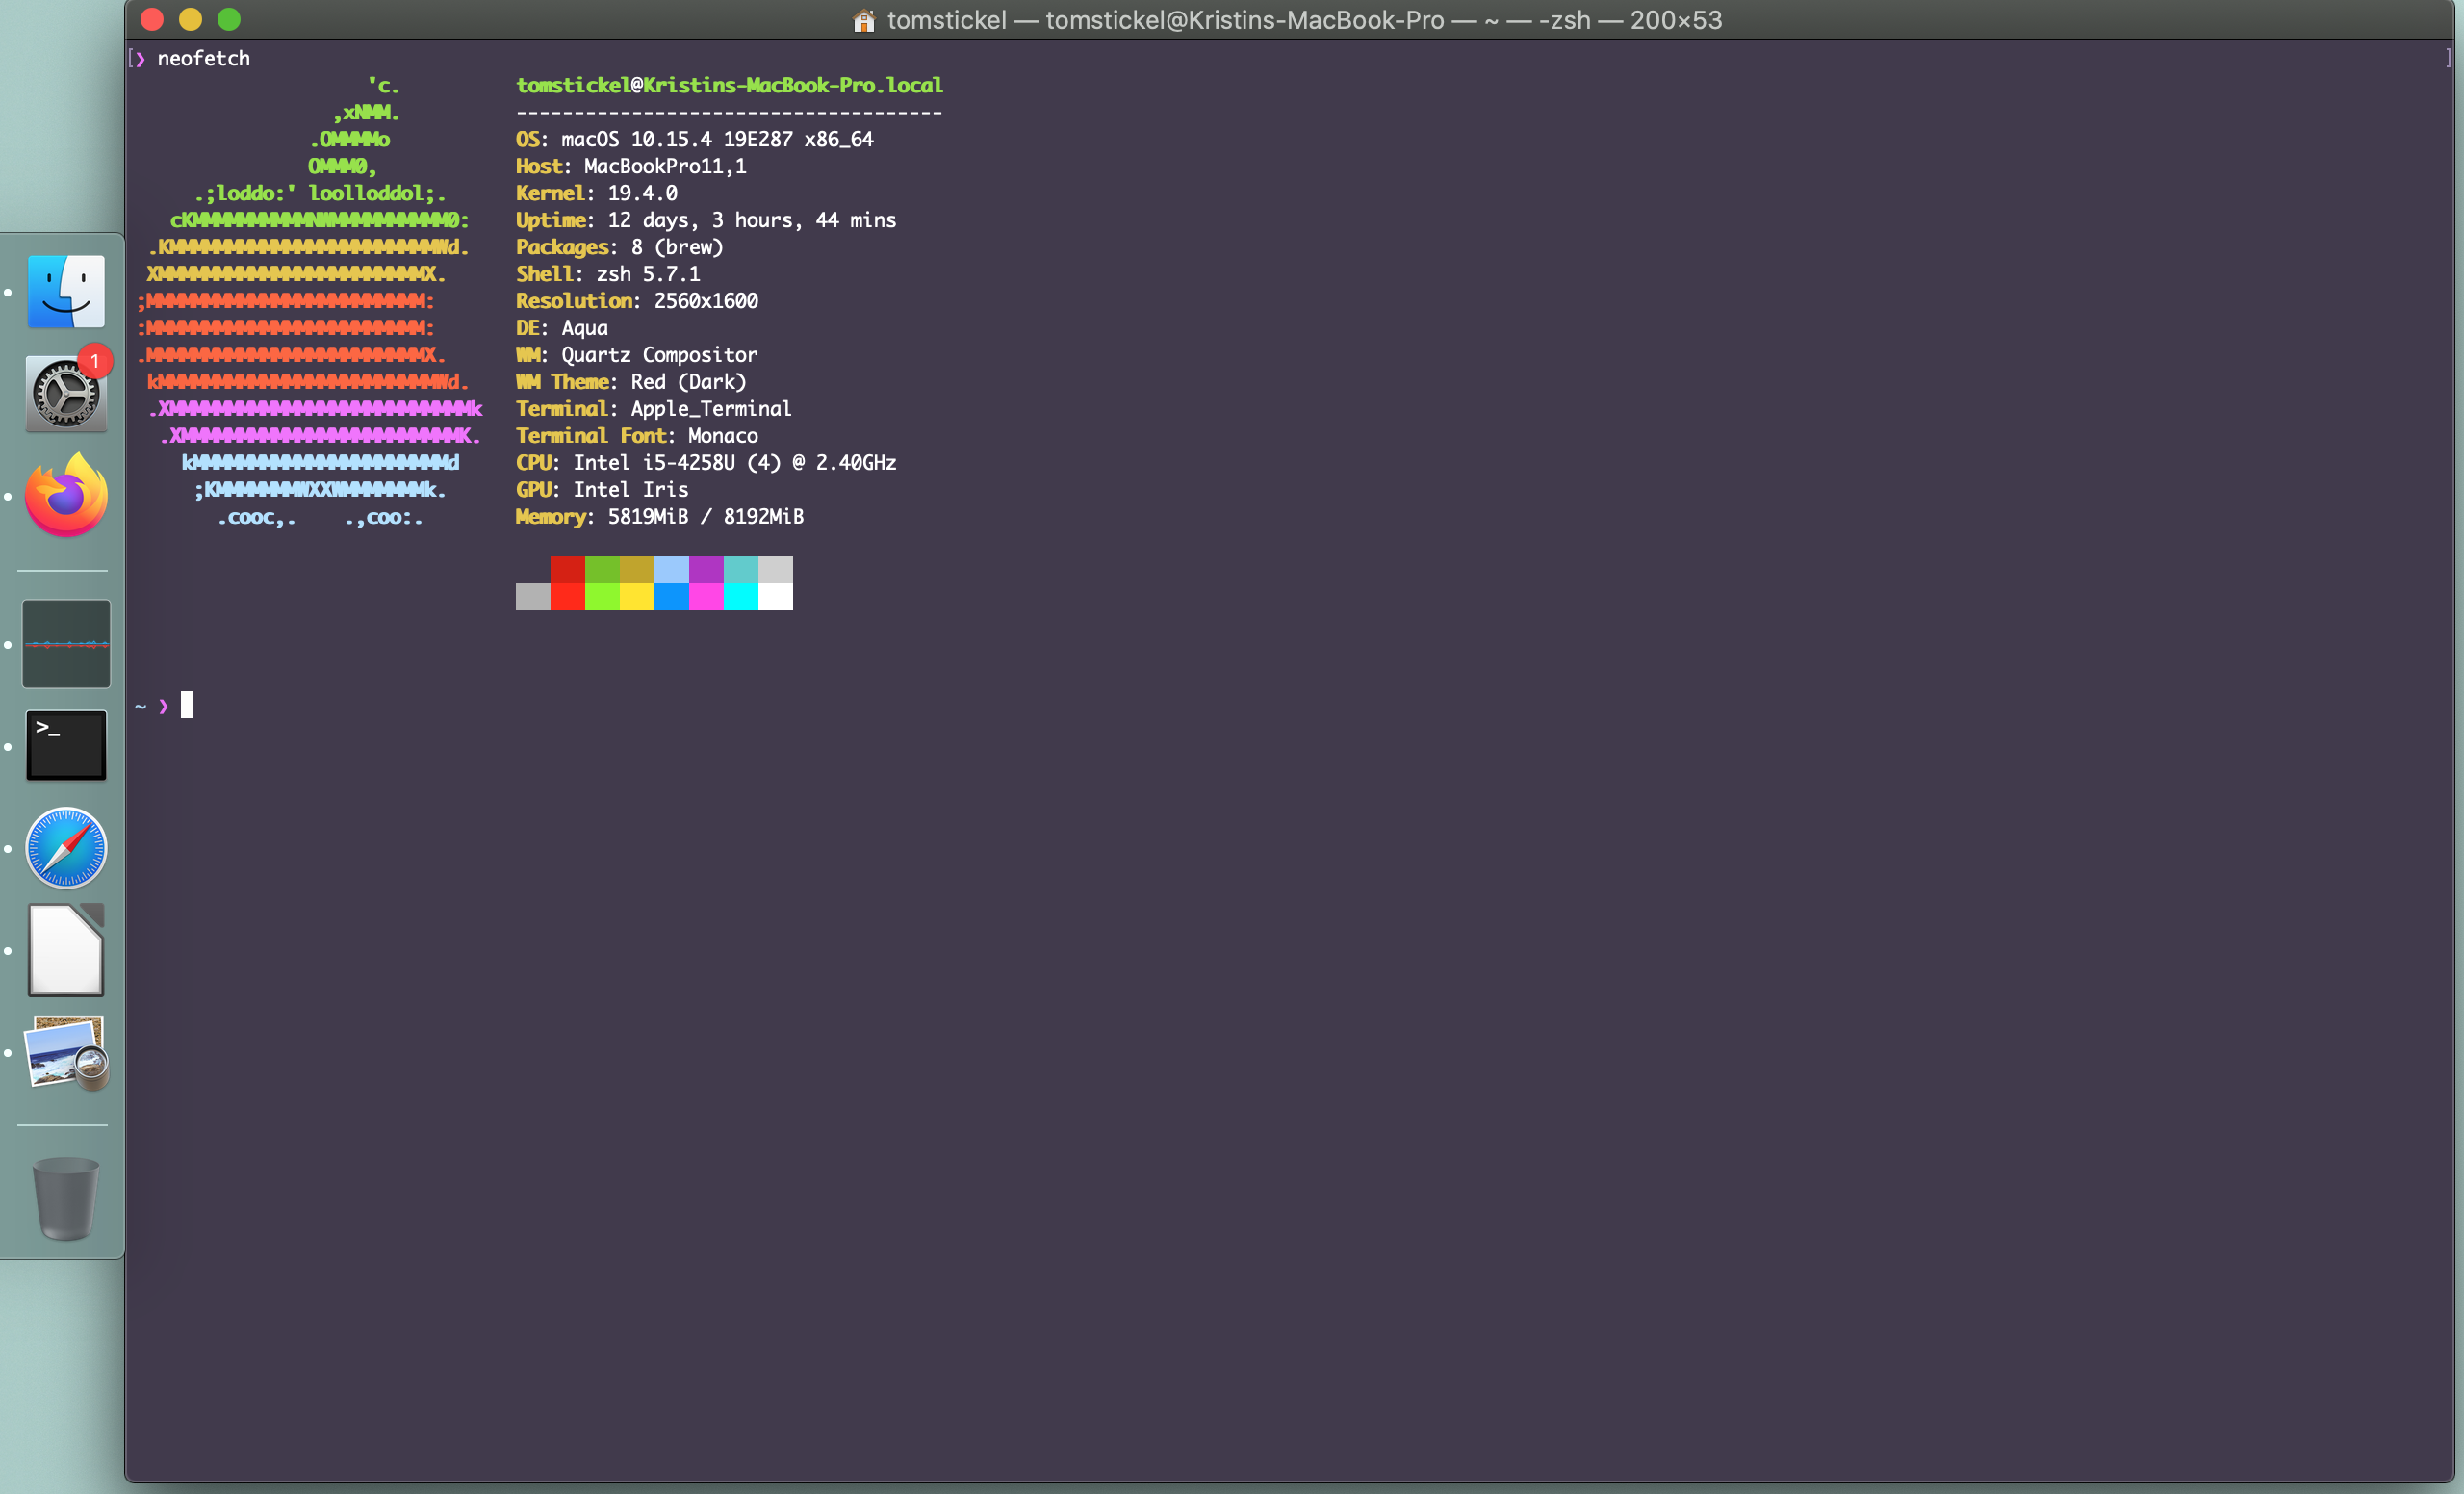 tomstickel — tomstickel@Kristins-MacBook-Pro — ~ — -zsh — 200×53
[❯ neofetch ]
'c. tomstickel@Kristins-MacBook-Pro.local
,xNMM. -------------------------------------
.OMMMMo OS: macOS 10.15.4 19E287 x86_64
OMMM0, Host: MacBookPro11,1
.;loddo:' loolloddol;. Kernel: 19.4.0
cKMMMMMMMMMMNWMMMMMMMMMM0: Uptime: 12 days, 3 hours, 44 mins
.KMMMMMMMMMMMMMMMMMMMMMMMWd. Packages: 8 (brew)
XMMMMMMMMMMMMMMMMMMMMMMMX. Shell: zsh 5.7.1
;MMMMMMMMMMMMMMMMMMMMMMMM: Resolution: 2560x1600
:MMMMMMMMMMMMMMMMMMMMMMMM: DE: Aqua
.MMMMMMMMMMMMMMMMMMMMMMMMX. WM: Quartz Compositor
kMMMMMMMMMMMMMMMMMMMMMMMMWd. WM Theme: Red (Dark)
.XMMMMMMMMMMMMMMMMMMMMMMMMMMk Terminal: Apple_Terminal
.XMMMMMMMMMMMMMMMMMMMMMMMMK. Terminal Font: Monaco
kMMMMMMMMMMMMMMMMMMMMMMd CPU: Intel i5-4258U (4) @ 2.40GHz
;KMMMMMMMWXXWMMMMMMMk. GPU: Intel Iris
.cooc,. .,coo:. Memory: 5819MiB / 8192MiB
~ ❯
1
>_